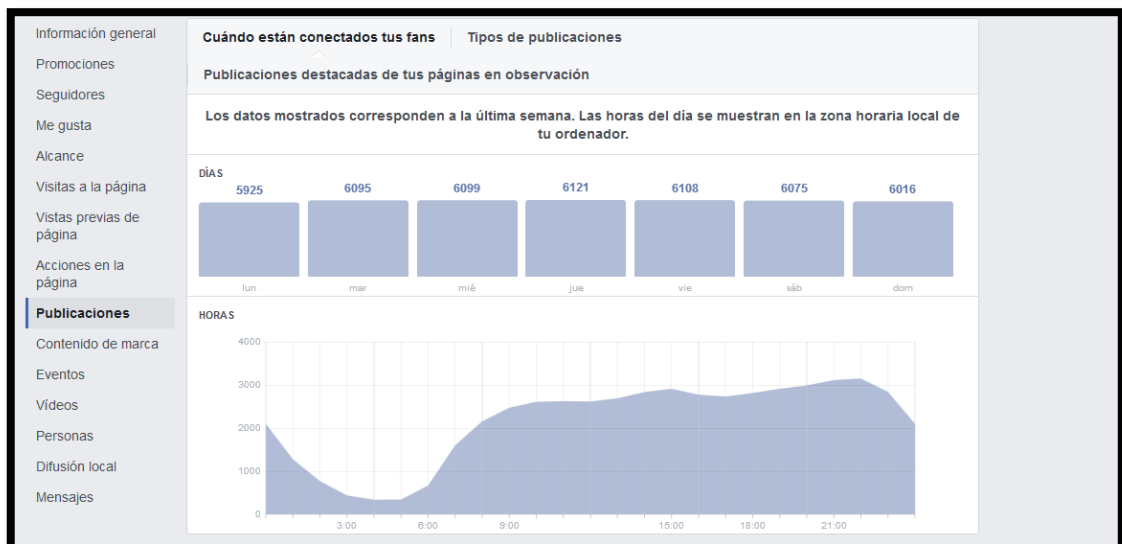 Información general
Promociones
Seguidores
Me gusta
Alcance
Visitas a la página
Vistas previas de
página
Acciones en la
página
Publicaciones
Contenido de marca
Eventos
Vídeos
Personas
Difusión local
Mensajes
Cuándo están conectados tus fans
Tipos de publicaciones
Publicaciones destacadas de tus páginas en observación
Los datos mostrados corresponden a la última semana. Las horas del día se muestran en la zona horaria local de
tu ordenador.
DÍAS
5925 6095 6099 6121 6108 6075 6016
lun mar mié jue vie sáb dom
HORAS
4000
3000
2000
1000
0
3:00 6:00 9:00 15:00 18:00 21:00